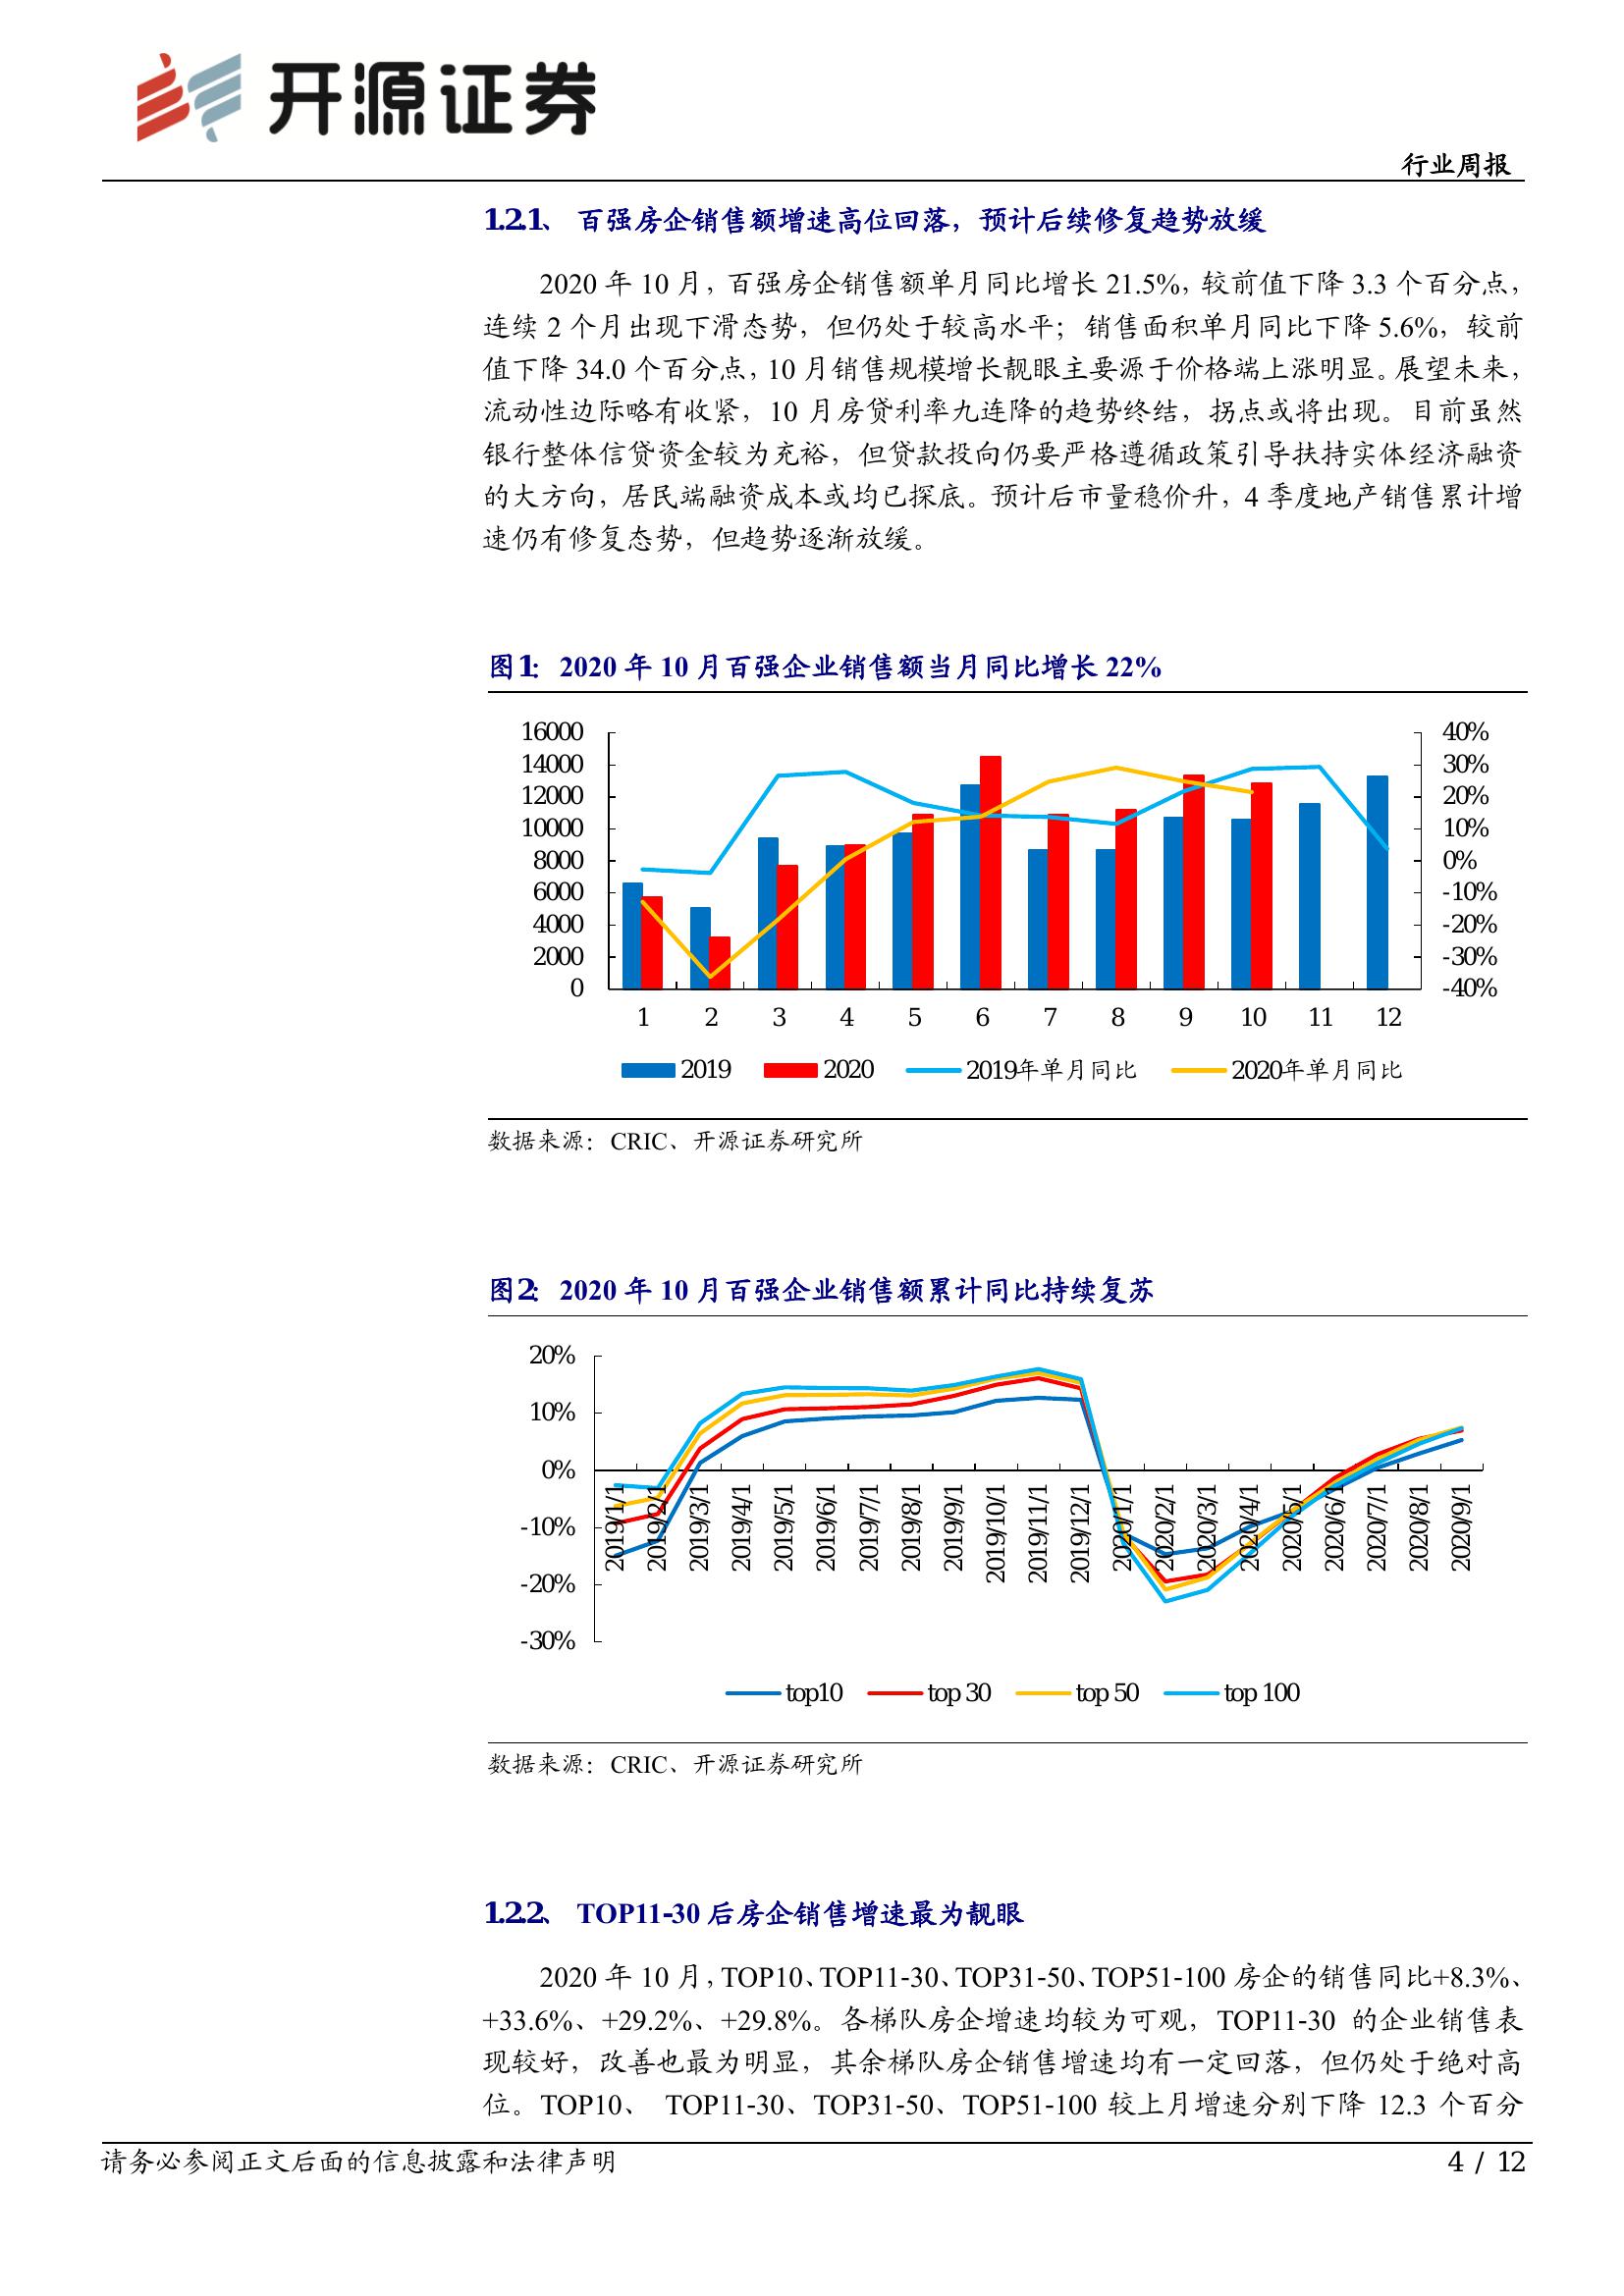 开源证券
行业周报
1.2.1、 百强房企销售额增速高位回落，预计后续修复趋势放缓
2020 年 10 月，百强房企销售额单月同比增长 21.5%，较前值下降 3.3 个百分点，
连续 2 个月出现下滑态势，但仍处于较高水平；销售面积单月同比下降 5.6%，较前
值下降 34.0 个百分点，10 月销售规模增长靓眼主要源于价格端上涨明显。展望未来，
流动性边际略有收紧，10 月房贷利率九连降的趋势终结，拐点或将出现。目前虽然
银行整体信贷资金较为充裕，但贷款投向仍要严格遵循政策引导扶持实体经济融资
的大方向，居民端融资成本或均已探底。预计后市量稳价升，4 季度地产销售累计增
速仍有修复态势，但趋势逐渐放缓。
图1： 2020 年 10 月百强企业销售额当月同比增长 22%
16000 40%
14000 30%
12000 20%
10000 10%
8000 0%
6000 -10%
4000 -20%
2000 -30%
0 -40%
1 2 3 4 5 6 7 8 9 10 11 12
2019 2020 2019年单月同比 2020年单月同比
数据来源：CRIC、开源证券研究所
图2： 2020 年 10 月百强企业销售额累计同比持续复苏
20%
10%
0%
-10%
-20%
-30%
2019/1/1 2019/2/1 2019/3/1 2019/4/1 2019/5/1 2019/6/1 2019/7/1 2019/8/1 2019/9/1 2019/10/1 2019/11/1 2019/12/1 2020/1/1 2020/2/1 2020/3/1 2020/4/1 2020/5/1 2020/6/1 2020/7/1 2020/8/1 2020/9/1
top10 top 30 top 50 top 100
数据来源：CRIC、开源证券研究所
1.2.2、 TOP11-30 后房企销售增速最为靓眼
2020 年 10 月，TOP10、TOP11-30、TOP31-50、TOP51-100 房企的销售同比+8.3%、
+33.6%、+29.2%、+29.8%。各梯队房企增速均较为可观，TOP11-30 的企业销售表
现较好，改善也最为明显，其余梯队房企销售增速均有一定回落，但仍处于绝对高
位。TOP10、 TOP11-30、TOP31-50、TOP51-100 较上月增速分别下降 12.3 个百分
请务必参阅正文后面的信息披露和法律声明
4 / 12